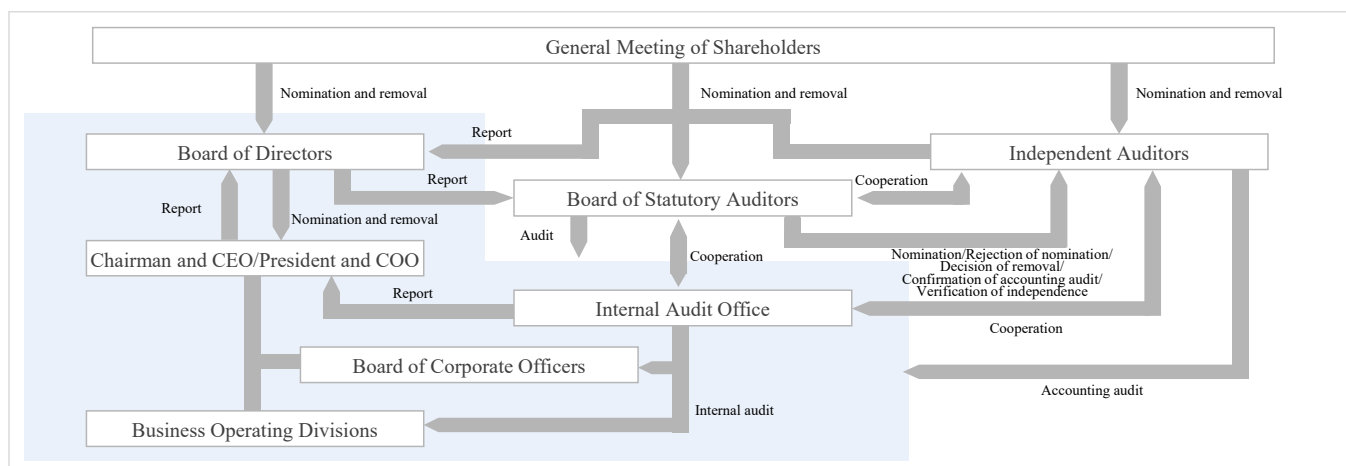 General Meeting of Shareholders
Nomination and removal
Nomination and removal
Nomination and removal
Report
Board of Directors
Independent Auditors
Report
Cooperation
Board of Statutory Auditors
Report
Nomination and removal
Audit
Chairman and CEO/President and COO
Cooperation
Nomination/Rejection of nomination/
Decision of removal/
Confirmation of accounting audit/
Verification of independence
Report
Internal Audit Office
Cooperation
Board of Corporate Officers
Accounting audit
Internal audit
Business Operating Divisions